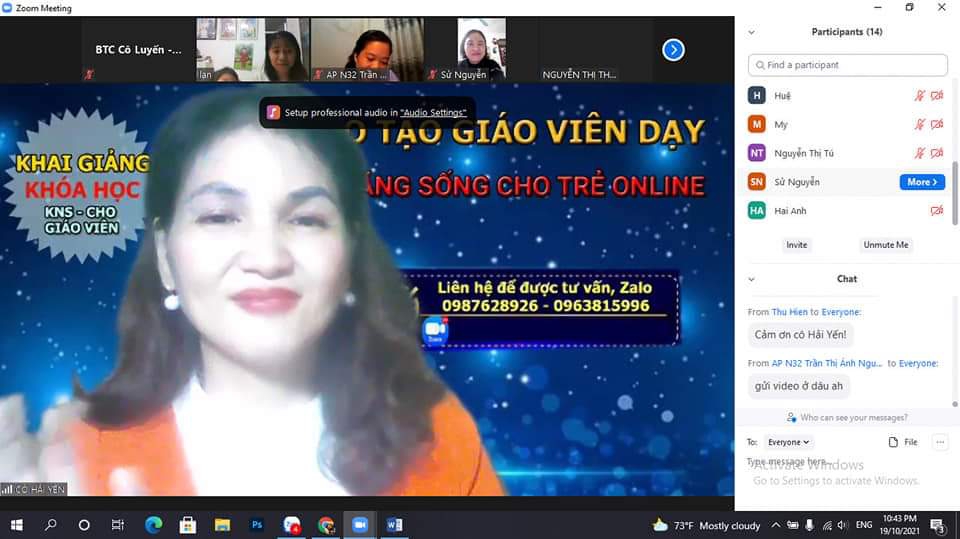 Zoom Meeting
BTC Cô Luyến - ...
lan
AP N32 Trần ...
Sử Nguyễn
NGUYỄN THỊ TH...
Setup professional audio in "Audio Settings"
O TẠO GIÁO VIÊN DẠY
ĂNG SỐNG CHO TRẺ ONLINE
KHAI GIẢNG
KHÓA HỌC
KNS - CHO
GIÁO VIÊN
Liên hệ để được tư vấn, Zalo
0987628926 - 0963815996
Zoom
CÔ HẢI YẾN
Participants (14)
Find a participant
H Huệ
M My
NT Nguyễn Thị Tú
SN Sử Nguyễn More
HA Hai Anh
Invite Unmute Me
Chat
From Thu Hien to Everyone:
Cảm ơn cô Hải Yến!
From AP N32 Trần Thị Ánh Ngu... to Everyone:
gửi video ở dâu ah
Who can see your messages?
To: Everyone File ...
Type message here...
Activate Windows
Go to Settings to activate Windows.
73°F Mostly cloudy ENG 10:43 PM
19/10/2021